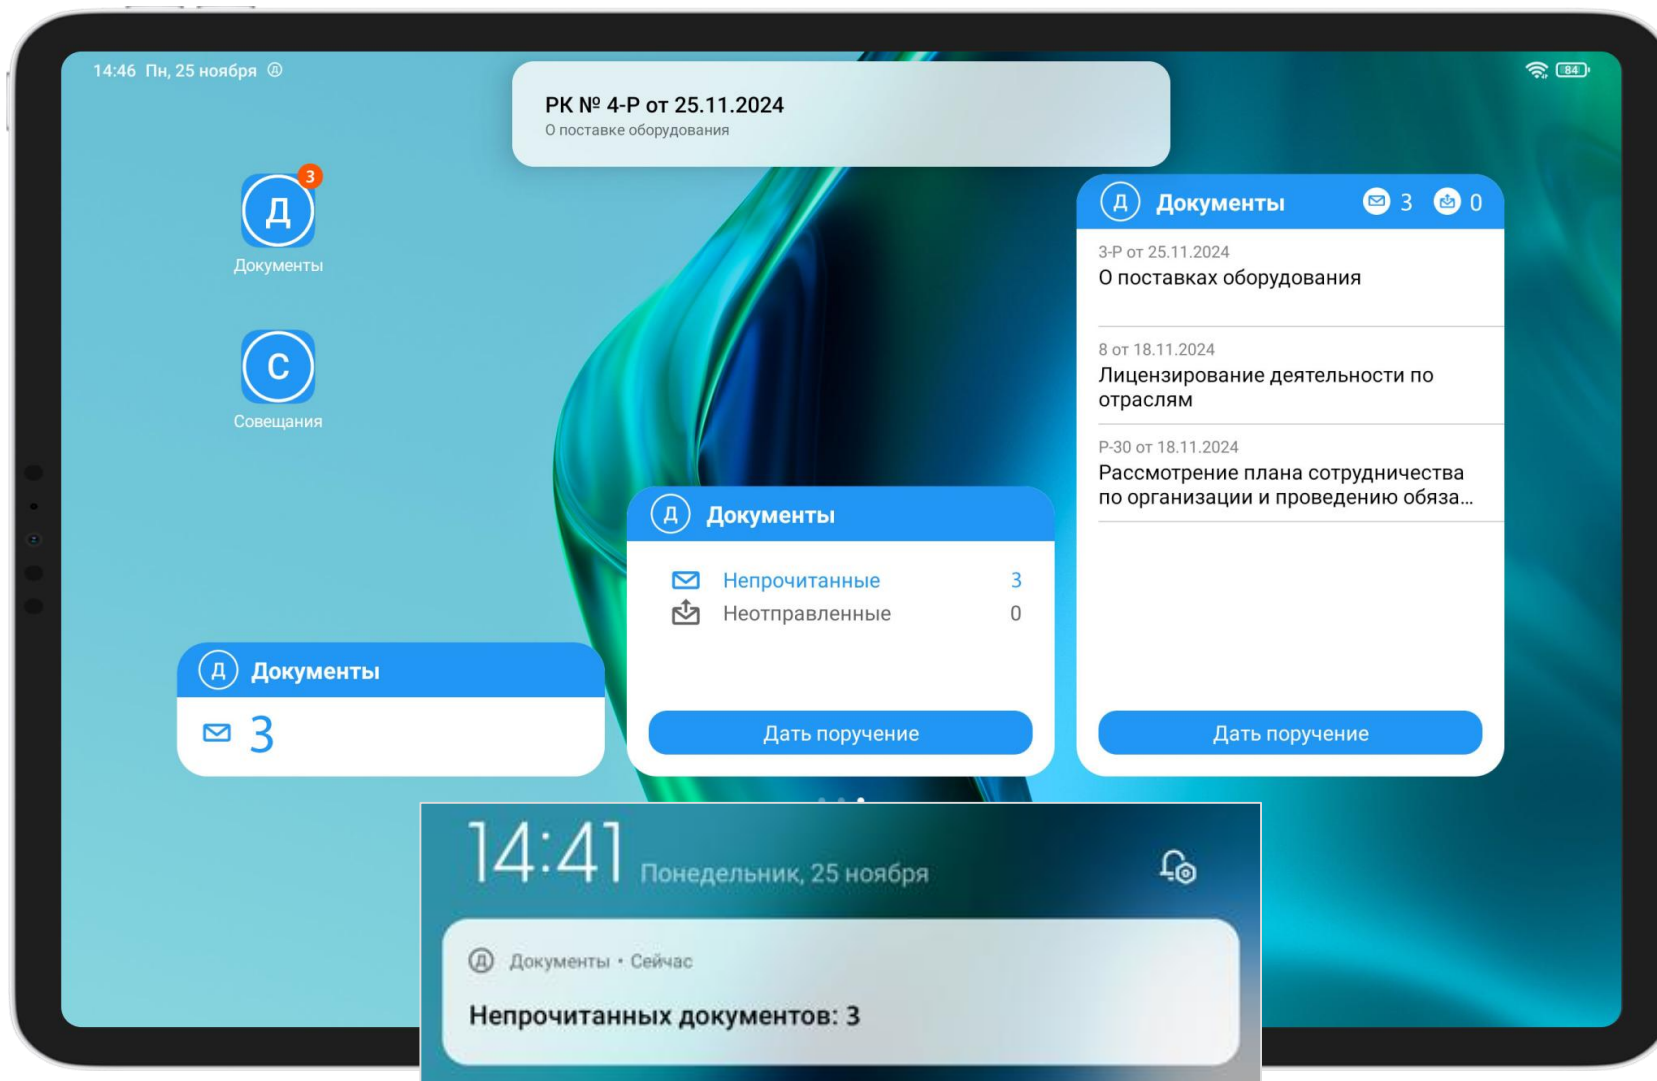 14:46 Пн, 25 ноября Д
84
РК № 4-Р от 25.11.2024
О поставке оборудования
Д
3
Документы
С
Совещания
Д Документы 3 0
3-Р от 25.11.2024
О поставках оборудования
8 от 18.11.2024
Лицензирование деятельности по
отраслям
Р-30 от 18.11.2024
Рассмотрение плана сотрудничества
по организации и проведению обяза...
Дать поручение
Д Документы
Непрочитанные 3
Неотправленные 0
Дать поручение
Д Документы
3
14:41 Понедельник, 25 ноября
Д Документы • Сейчас
Непрочитанных документов: 3